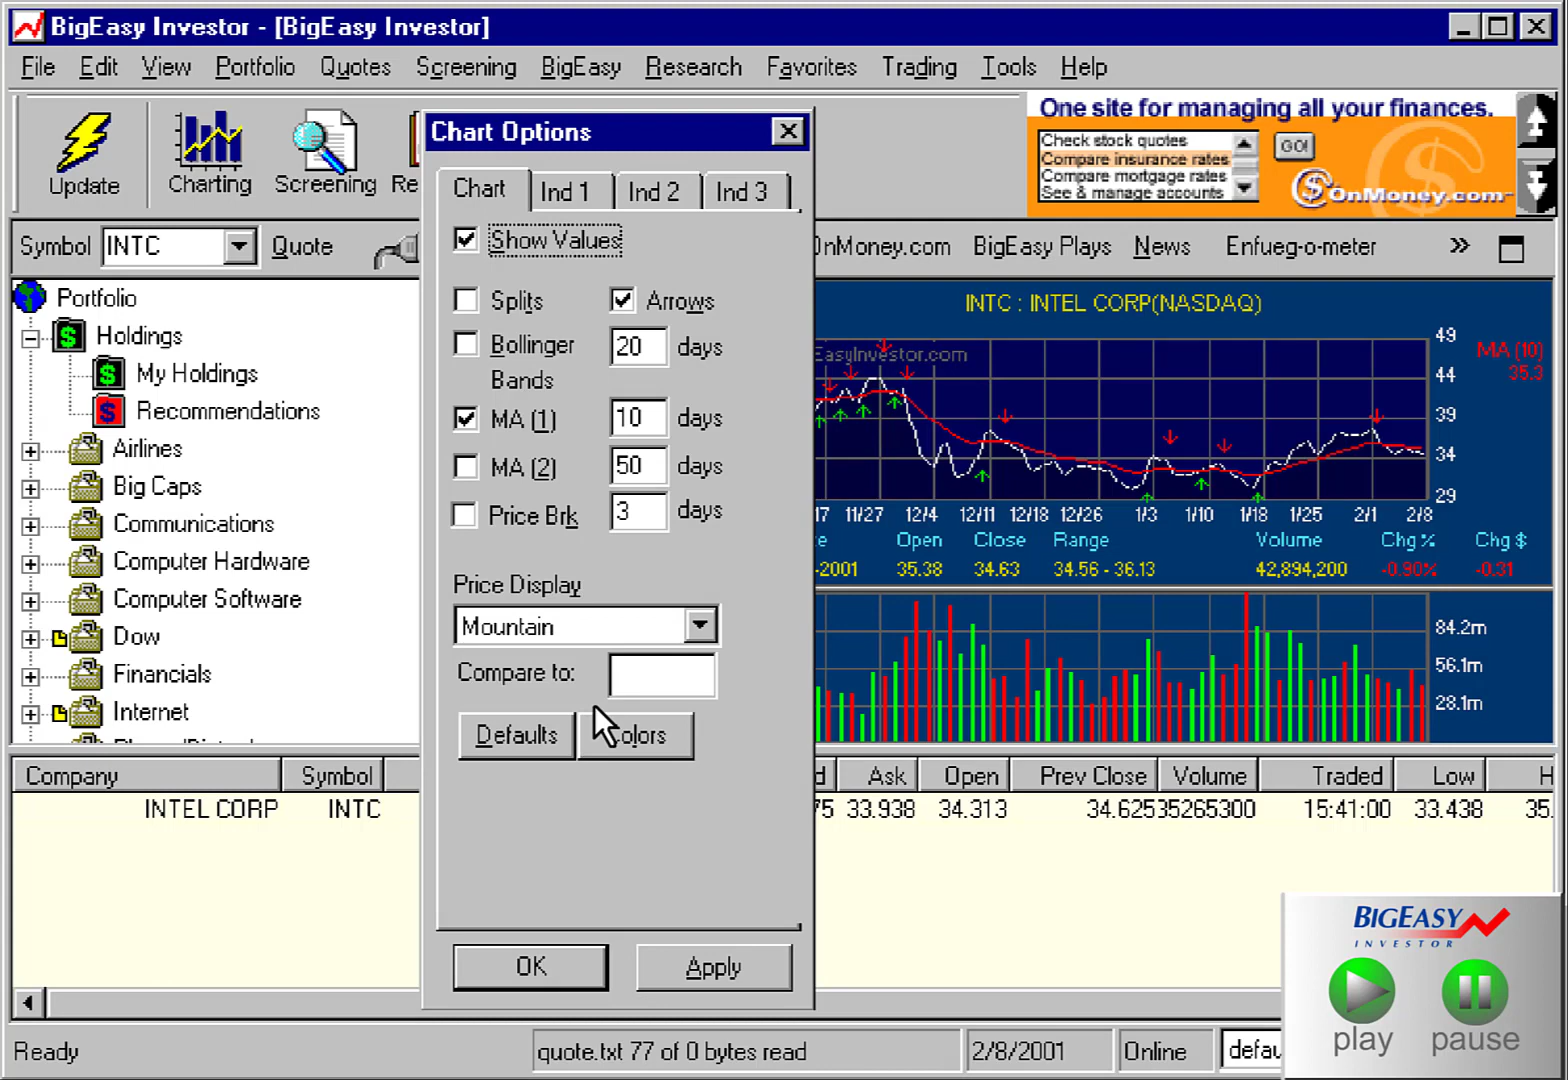 BigEasy Investor - [BigEasy Investor]
File Edit View Portfolio Quotes Screening BigEasy Research Favorites Trading Tools Help
Update Charting Screening Re
One site for managing all your finances.
Check stock quotes
Compare insurance rates
Compare mortgage rates
See & manage accounts
GO!
OnMoney.com
Symbol INTC Quote
OnMoney.com BigEasy Plays News Enfueg-o-meter »
Portfolio
Holdings
My Holdings
Recommendations
Airlines
Big Caps
Communications
Computer Hardware
Computer Software
Dow
Financials
Internet
Chart Options
Chart Ind 1 Ind 2 Ind 3
Show Values
Splits Arrows
Bollinger 20 days
Bands
MA (1) 10 days
MA (2) 50 days
Price Brk 3 days
Price Display
Mountain
Compare to:
Defaults Colors
OK Apply
INTC : INTEL CORP(NASDAQ)
EasyInvestor.com
MA (10)
35.3
49
44
39
34
29
17 11/27 12/4 12/11 12/18 12/26 1/3 1/10 1/18 1/25 2/1 2/8
te Open Close Range Volume Chg % Chg $
-2001 35.38 34.63 34.56 - 36.13 42,894,200 -0.90% -0.31
84.2m
56.1m
28.1m
Company Symbol d Ask Open Prev Close Volume Traded Low H
INTEL CORP INTC 75 33.938 34.313 34.62535265300 15:41:00 33.438 35.
BIGEASY
INVESTOR
play pause
Ready quote.txt 77 of 0 bytes read 2/8/2001 Online defau